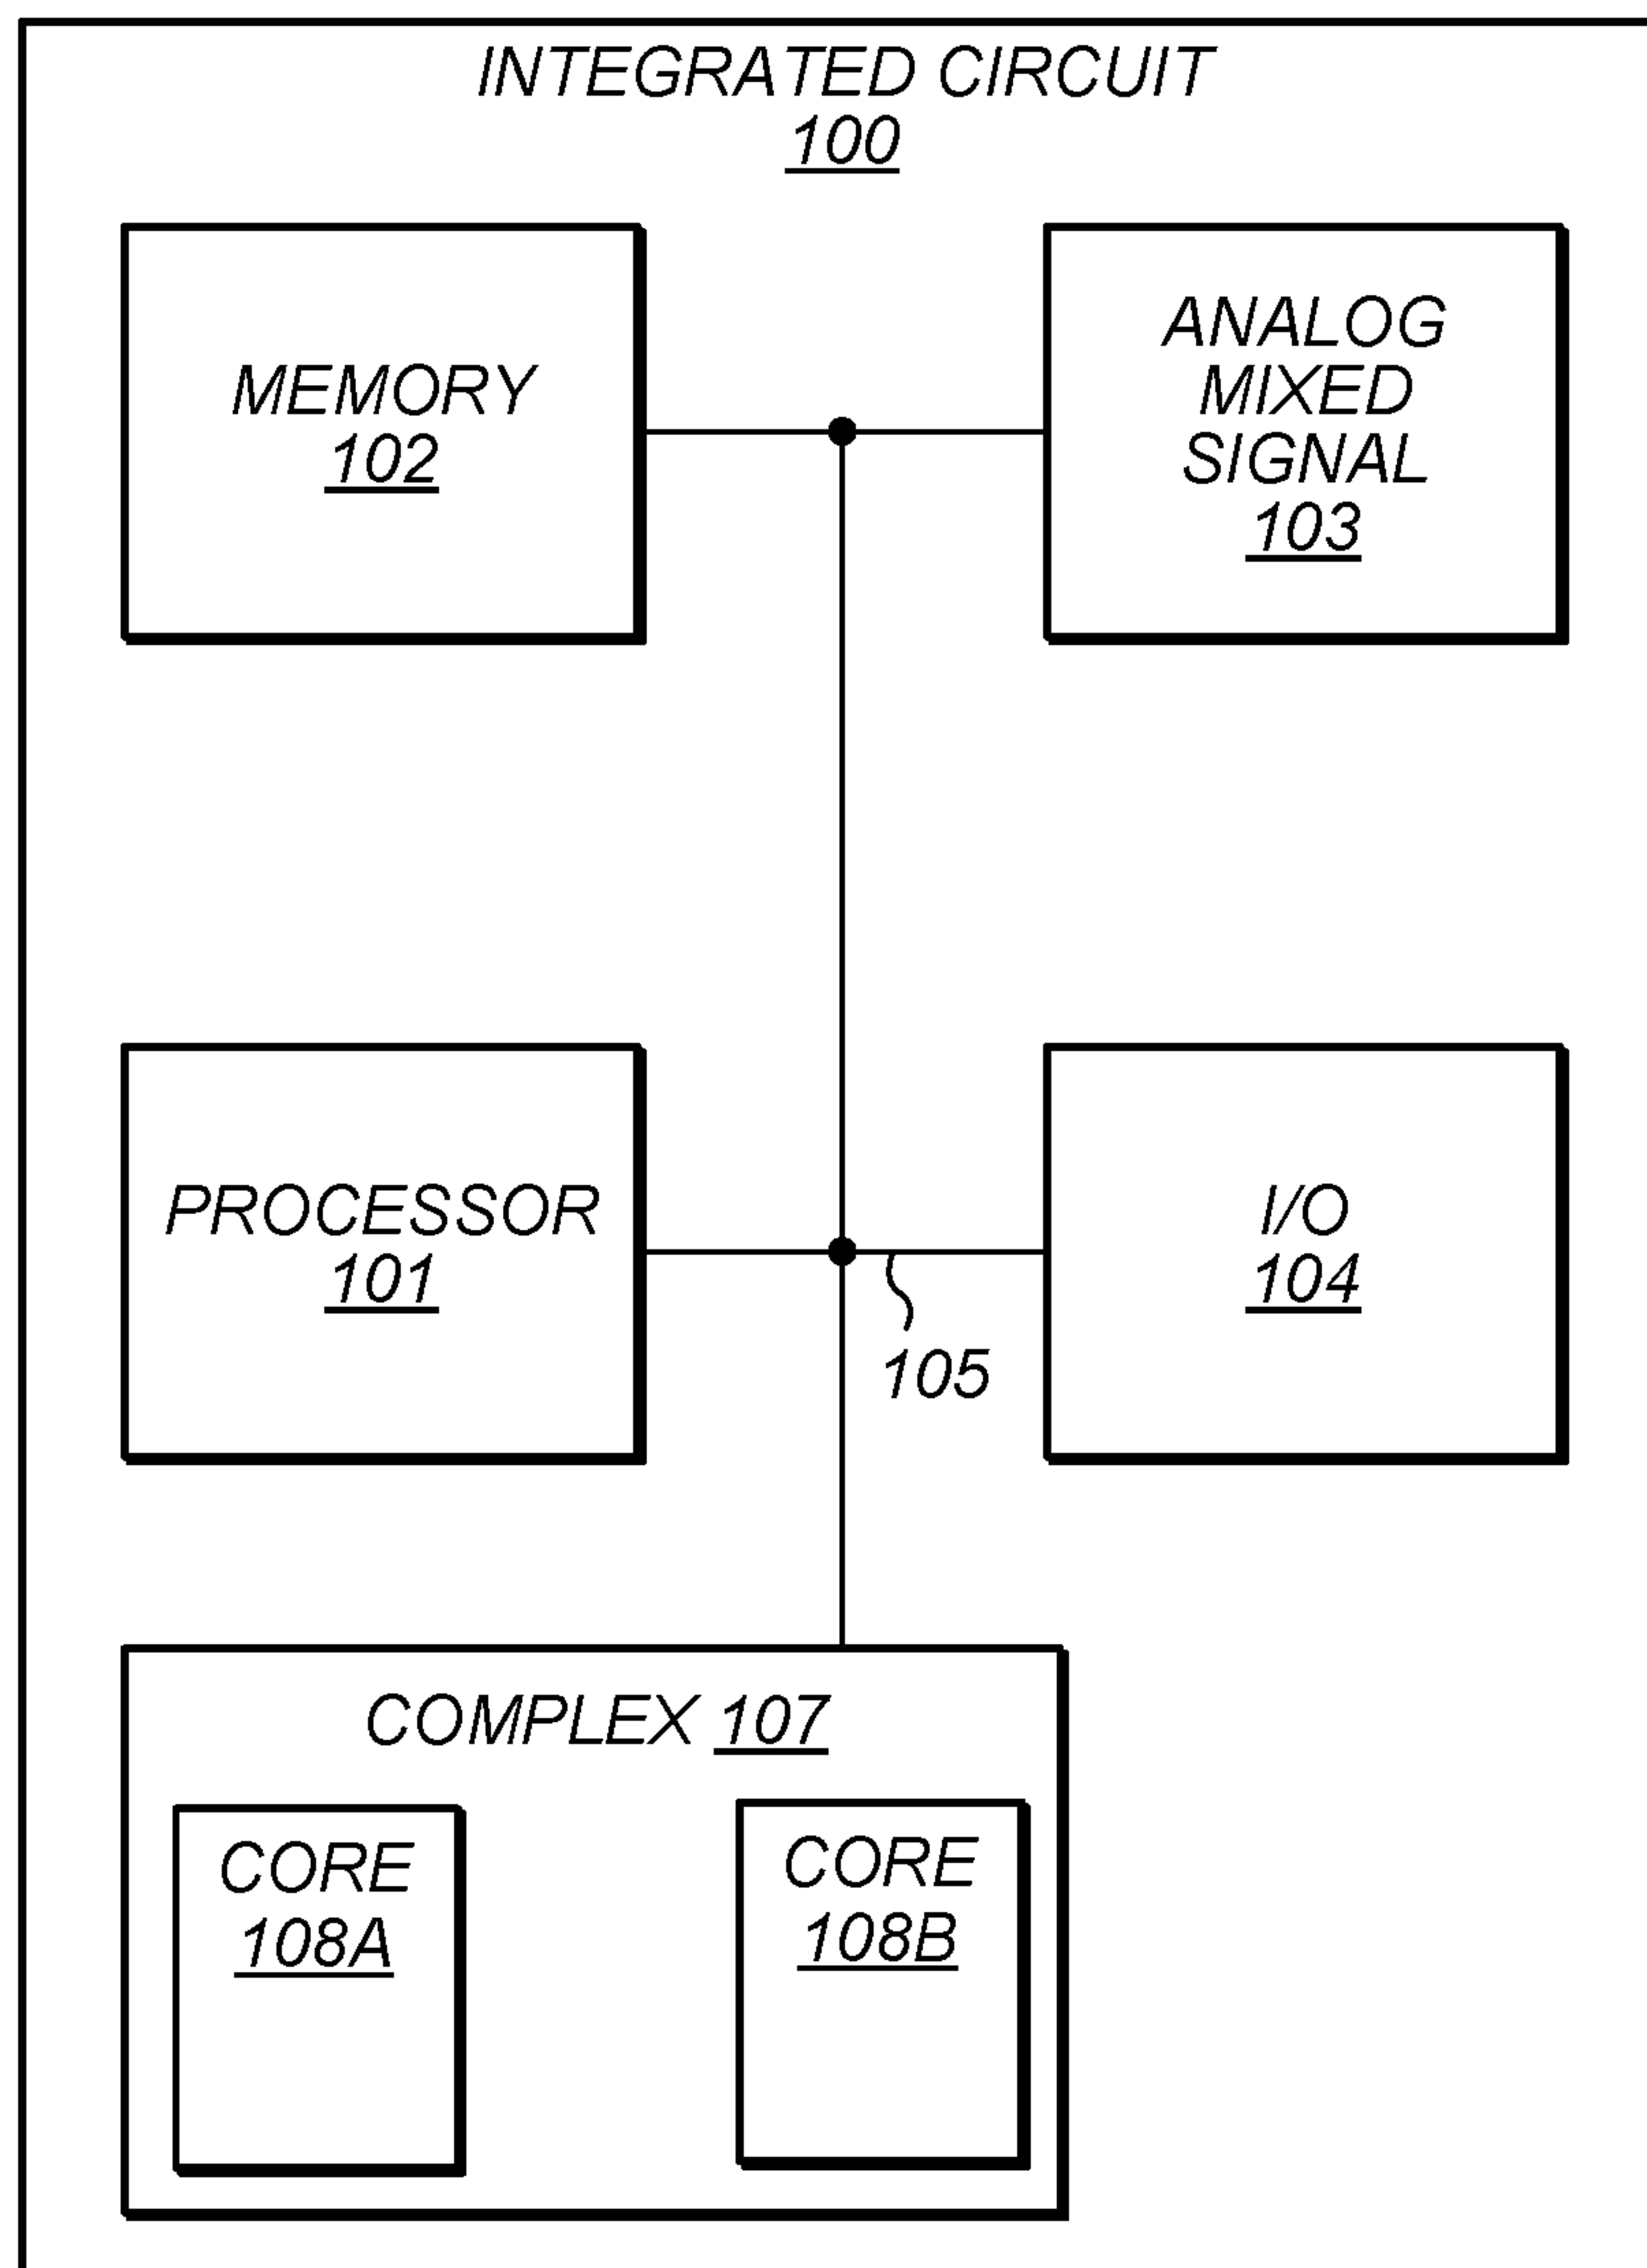 INTEGRATED CIRCUIT
100
MEMORY
102
ANALOG
MIXED
SIGNAL
103
PROCESSOR
101
I/O
104
105
COMPLEX 107
CORE
108A
CORE
108B